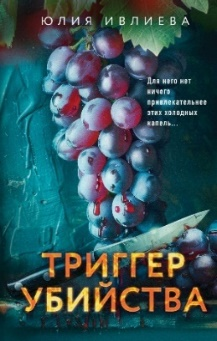 ЮЛИЯ ИВЛИЕВА
Для него нет
ничего
привлекательнее
этих холодных
капель...
ТРИГГЕР
УБИЙСТВА